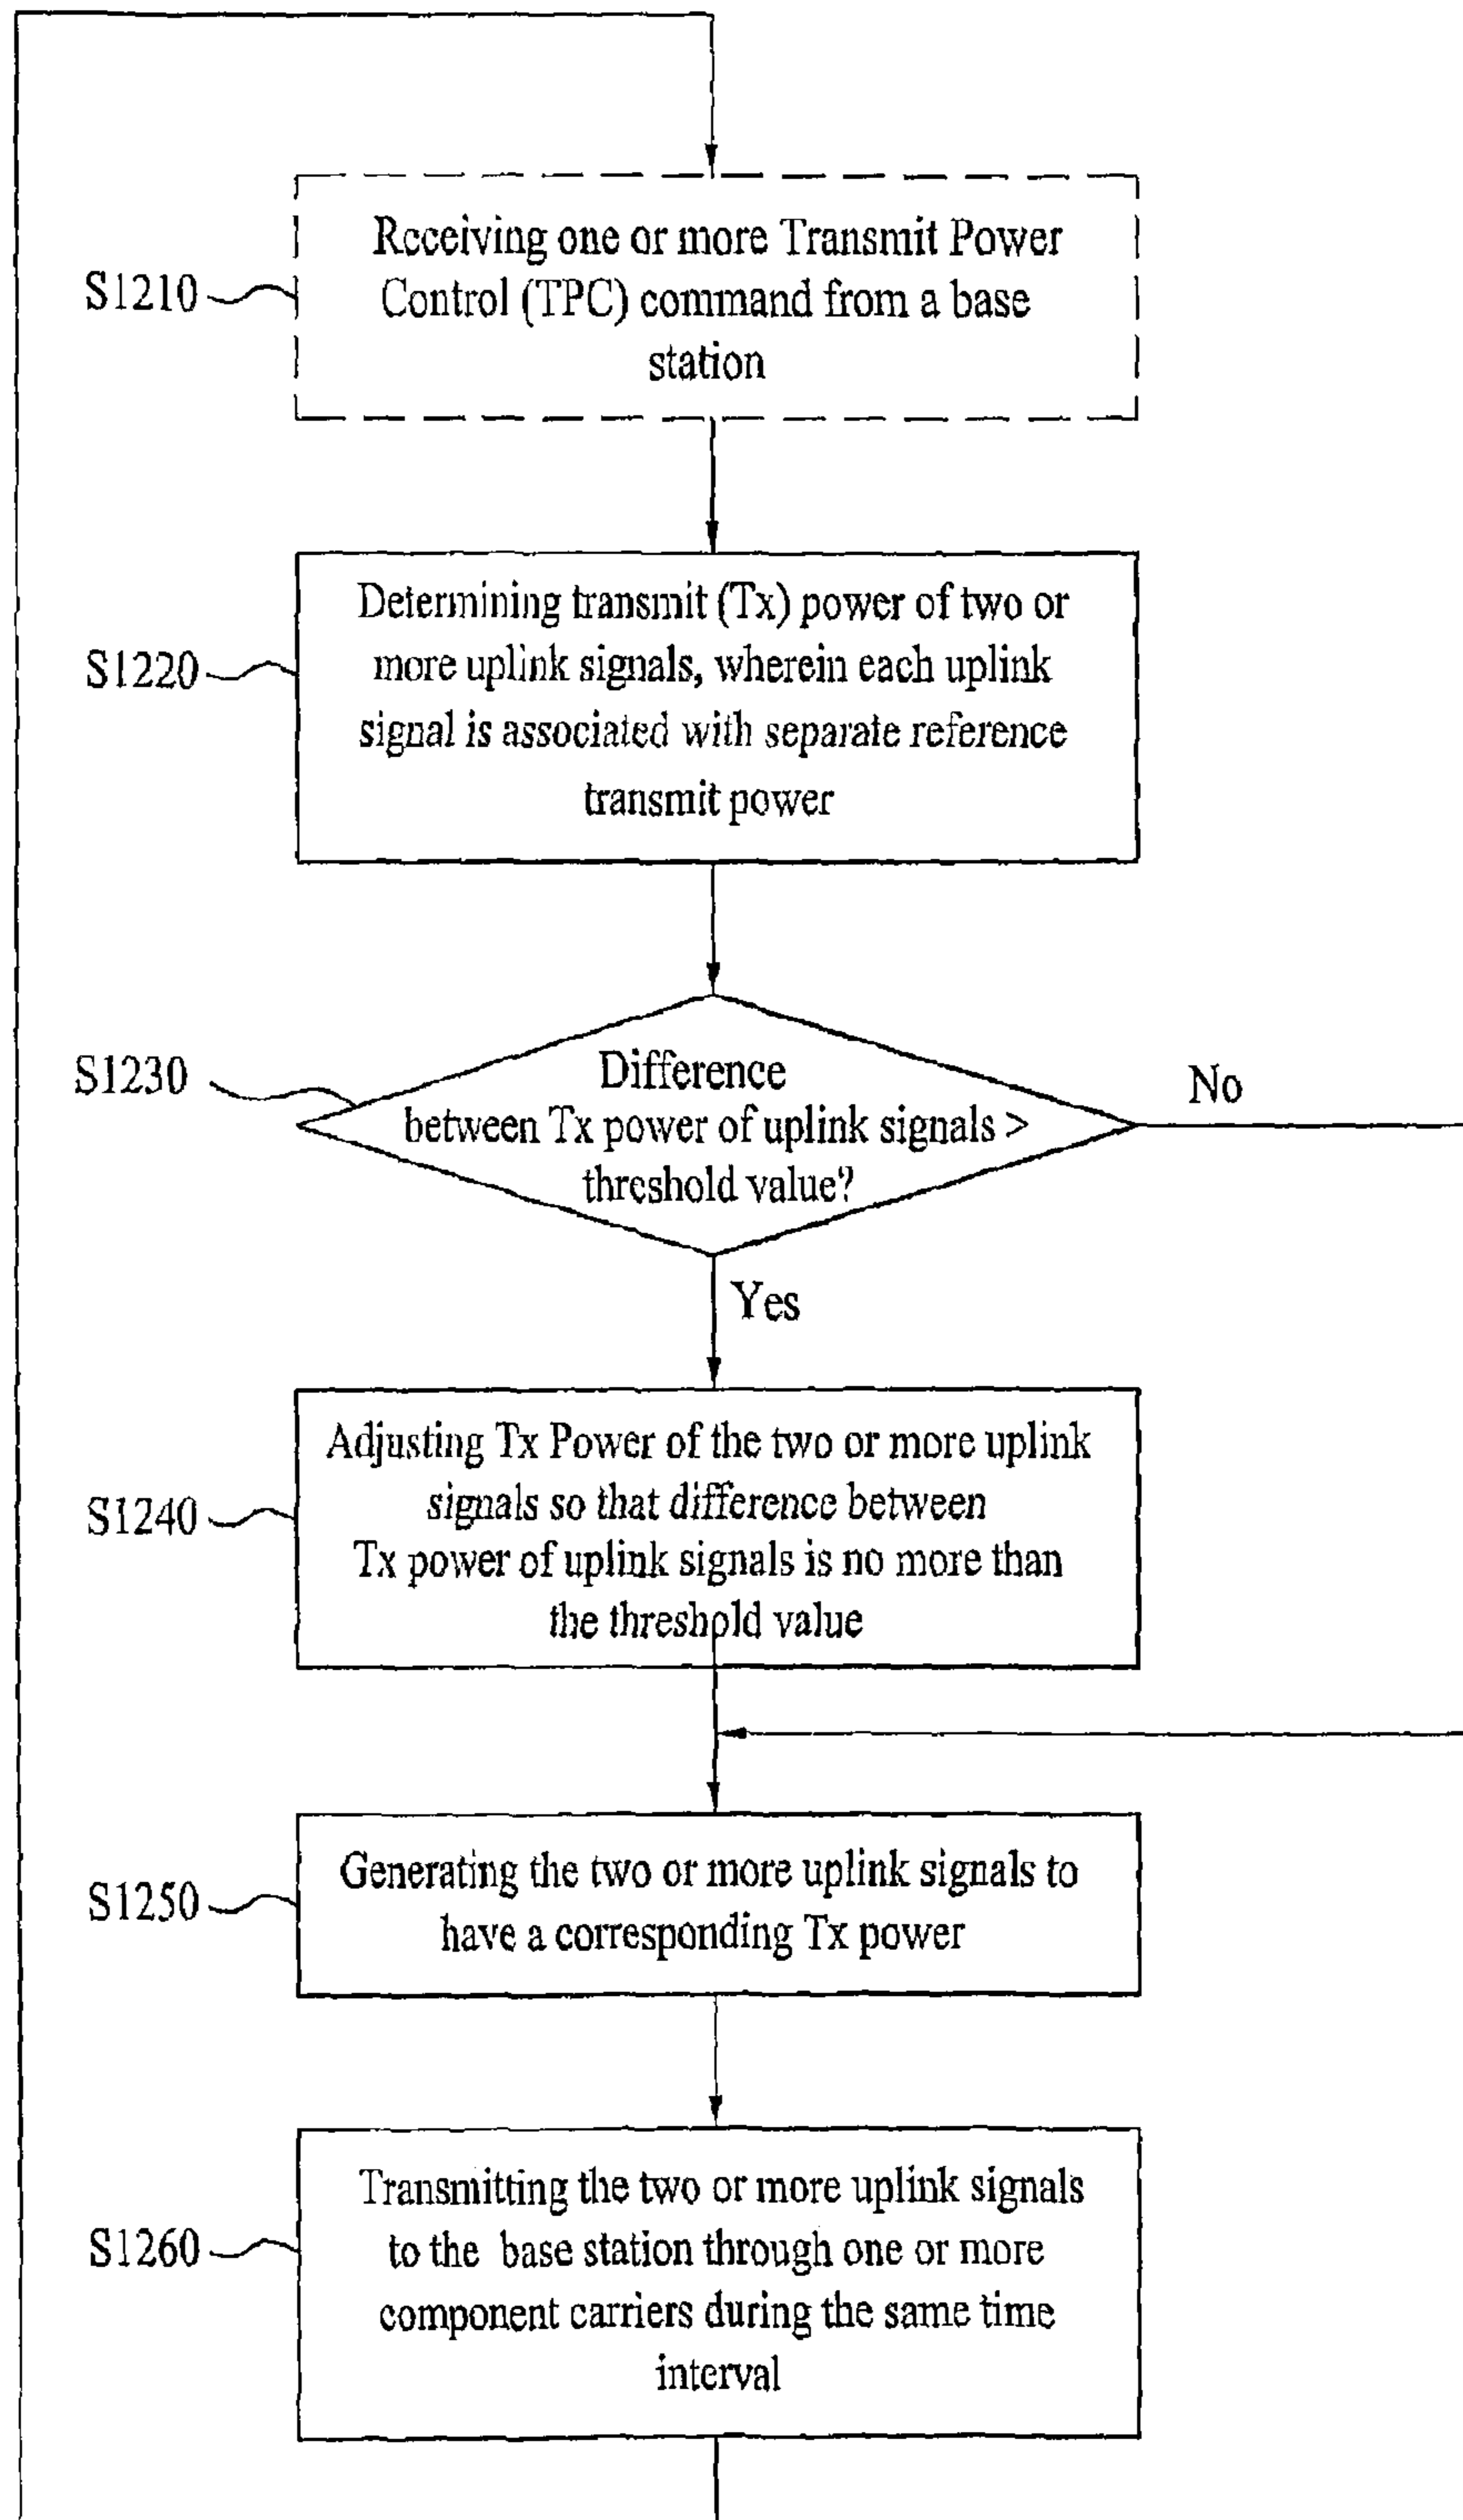 Receiving one or more Transmit Power
Control (TPC) command from a base
station
S1210
Determining transmit (Tx) power of two or
more uplink signals, wherein each uplink
signal is associated with separate reference
transmit power
S1220
Difference
between Tx power of uplink signals >
threshold value?
S1230
No
Yes
Adjusting Tx Power of the two or more uplink
signals so that difference between
Tx power of uplink signals is no more than
the threshold value
S1240
Generating the two or more uplink signals to
have a corresponding Tx power
S1250
Transmitting the two or more uplink signals
to the base station through one or more
component carriers during the same time
interval
S1260